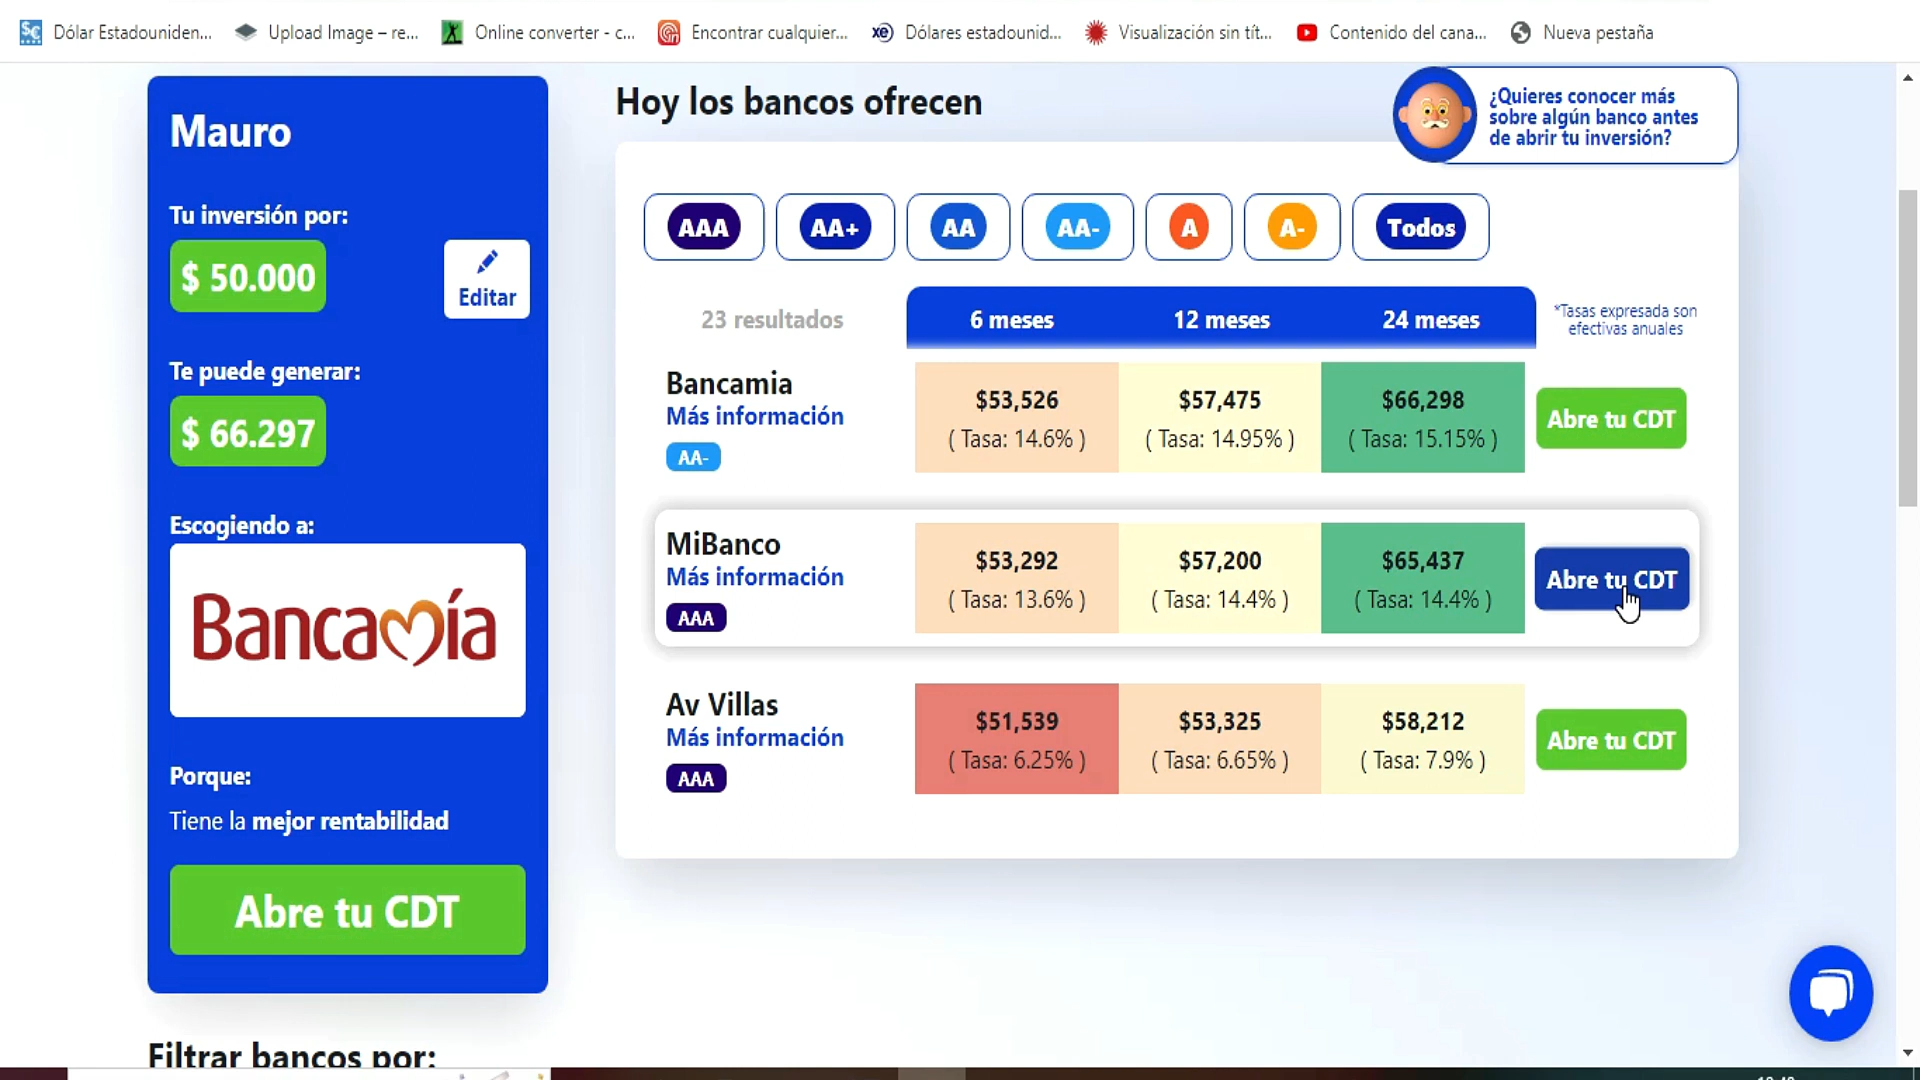 Dólar Estadouniden...
Upload Image – re...
Online converter - c...
Encontrar cualquier...
Dólares estadounid...
Visualización sin tít...
Contenido del cana...
Nueva pestaña
Mauro
Tu inversión por:
$ 50.000
Editar
Te puede generar:
$ 66.297
Escogiendo a:
Bancamía
Porque:
Tiene la mejor rentabilidad
Abre tu CDT
Filtrar bancos por:
Hoy los bancos ofrecen
¿Quieres conocer más
sobre algún banco antes
de abrir tu inversión?
AAA
AA+
AA
AA-
A
A-
Todos
23 resultados
6 meses
12 meses
24 meses
*Tasas expresada son
efectivas anuales
Bancamia
Más información
AA-
$53,526
( Tasa: 14.6% )
$57,475
( Tasa: 14.95% )
$66,298
( Tasa: 15.15% )
Abre tu CDT
MiBanco
Más información
AAA
$53,292
( Tasa: 13.6% )
$57,200
( Tasa: 14.4% )
$65,437
( Tasa: 14.4% )
Abre tu CDT
Av Villas
Más información
AAA
$51,539
( Tasa: 6.25% )
$53,325
( Tasa: 6.65% )
$58,212
( Tasa: 7.9% )
Abre tu CDT